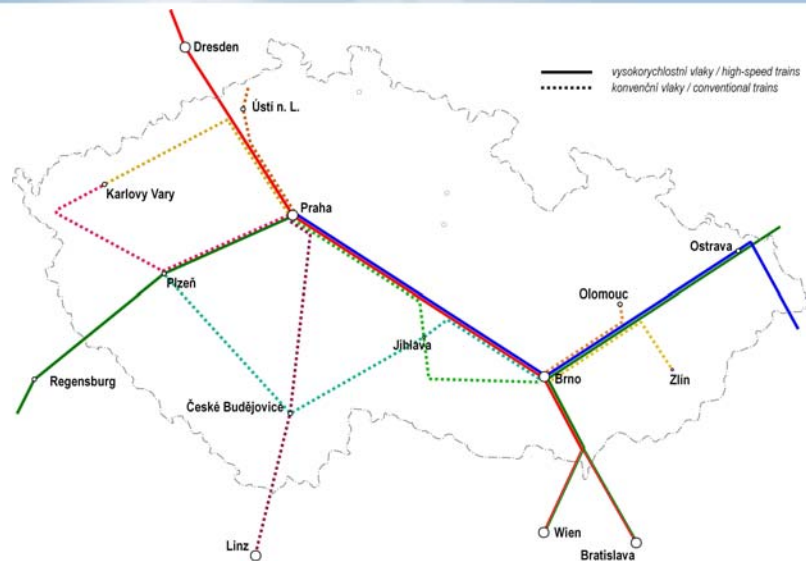 Dresden
vysokorychlostní vlaky / high-speed trains
konvenční vlaky / conventional trains
Ústí n. L.
Karlovy Vary
Praha
Ostrava
Plzeň
Olomouc
Jjhlava
Regensburg
Brno
Zlín
České Budějovice
Wien
Linz
Bratislava